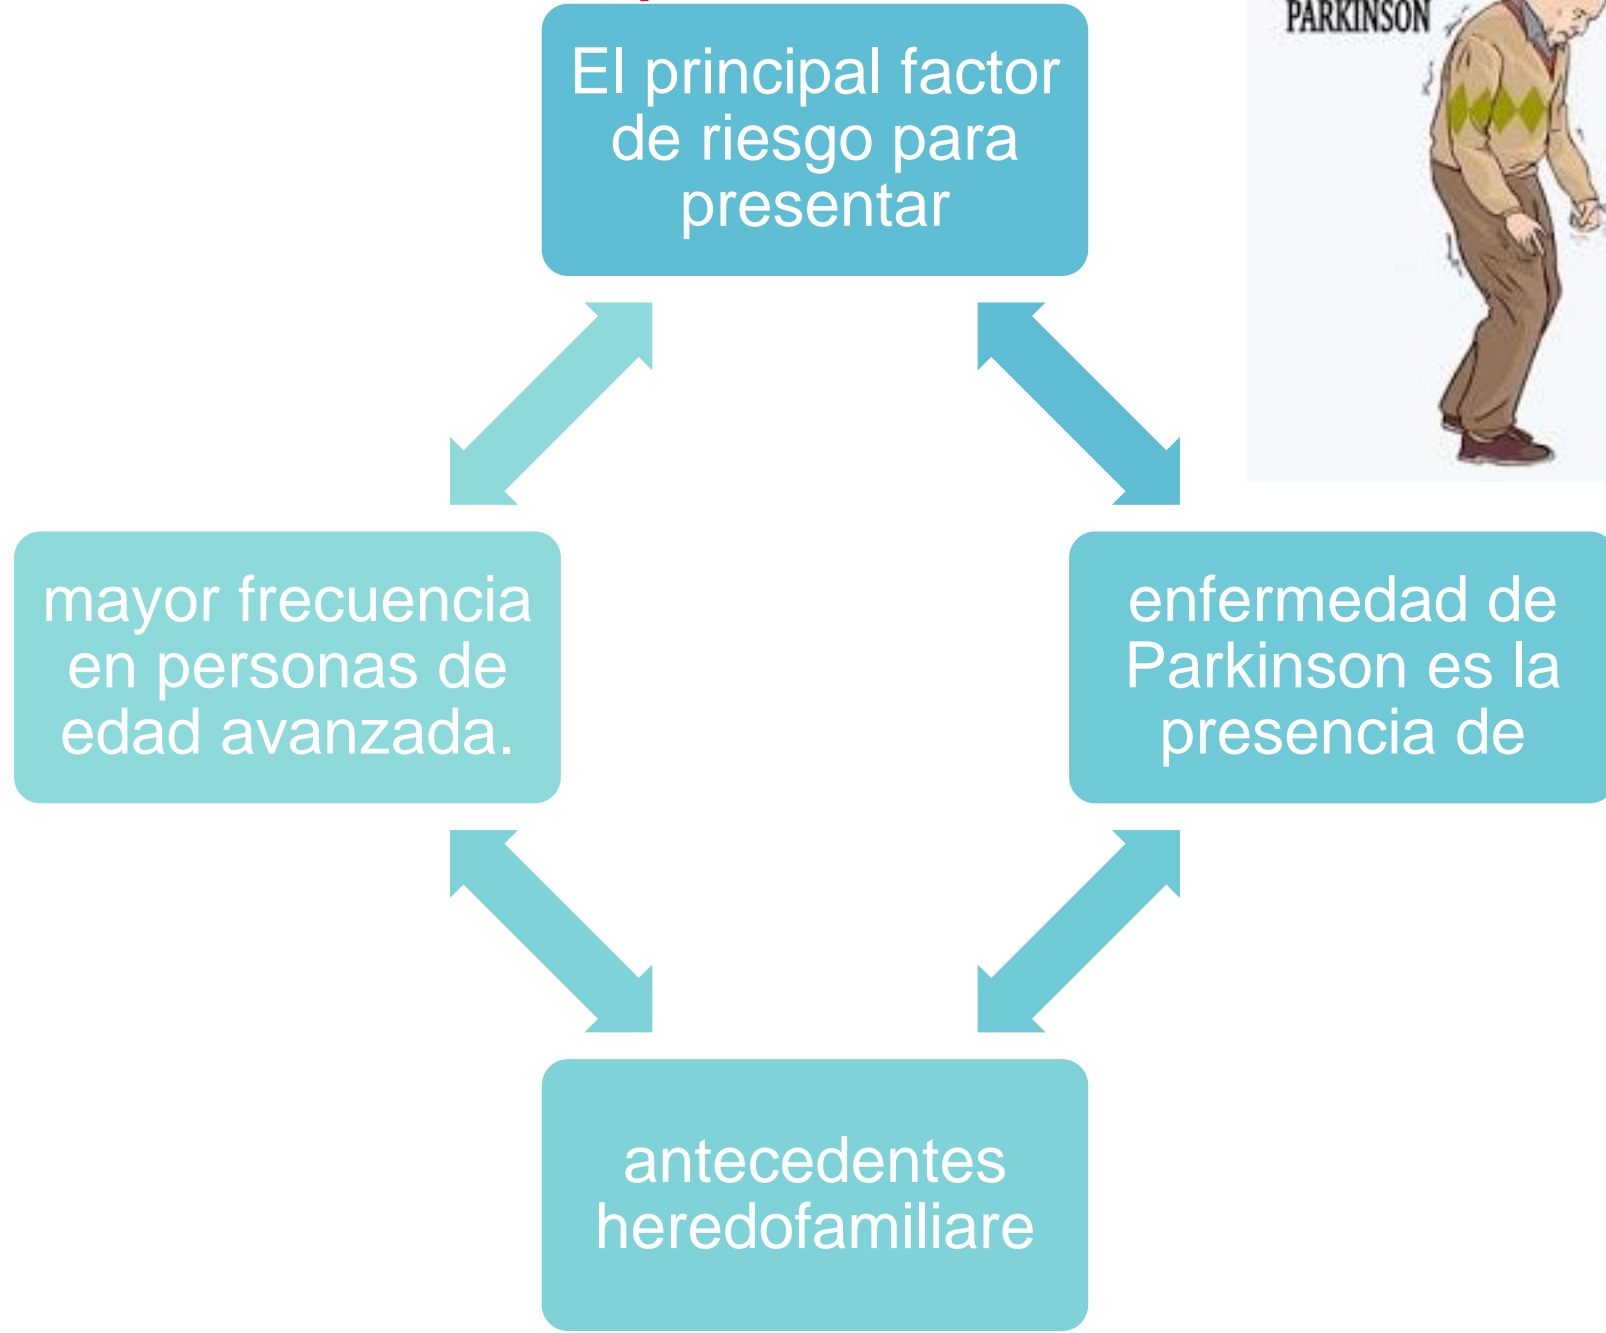 PARKINSON
El principal factor
de riesgo para
presentar
enfermedad de
Parkinson es la
presencia de
antecedentes
heredofamiliare
mayor frecuencia
en personas de
edad avanzada.